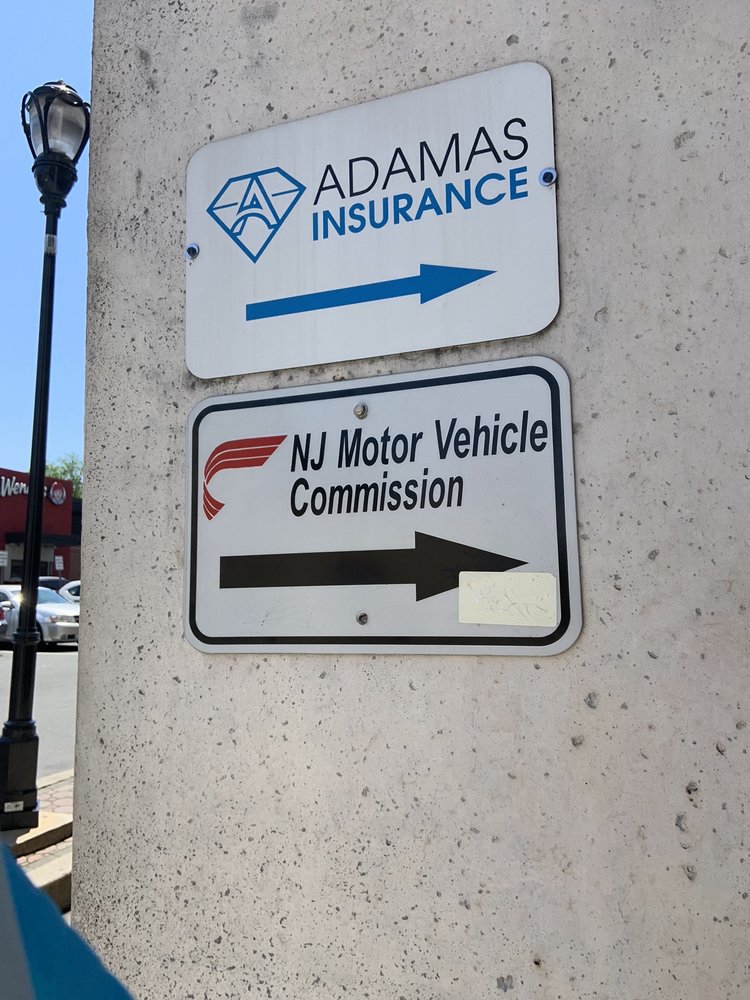 ADAMAS
INSURANCE
NJ Motor Vehicle
Commission